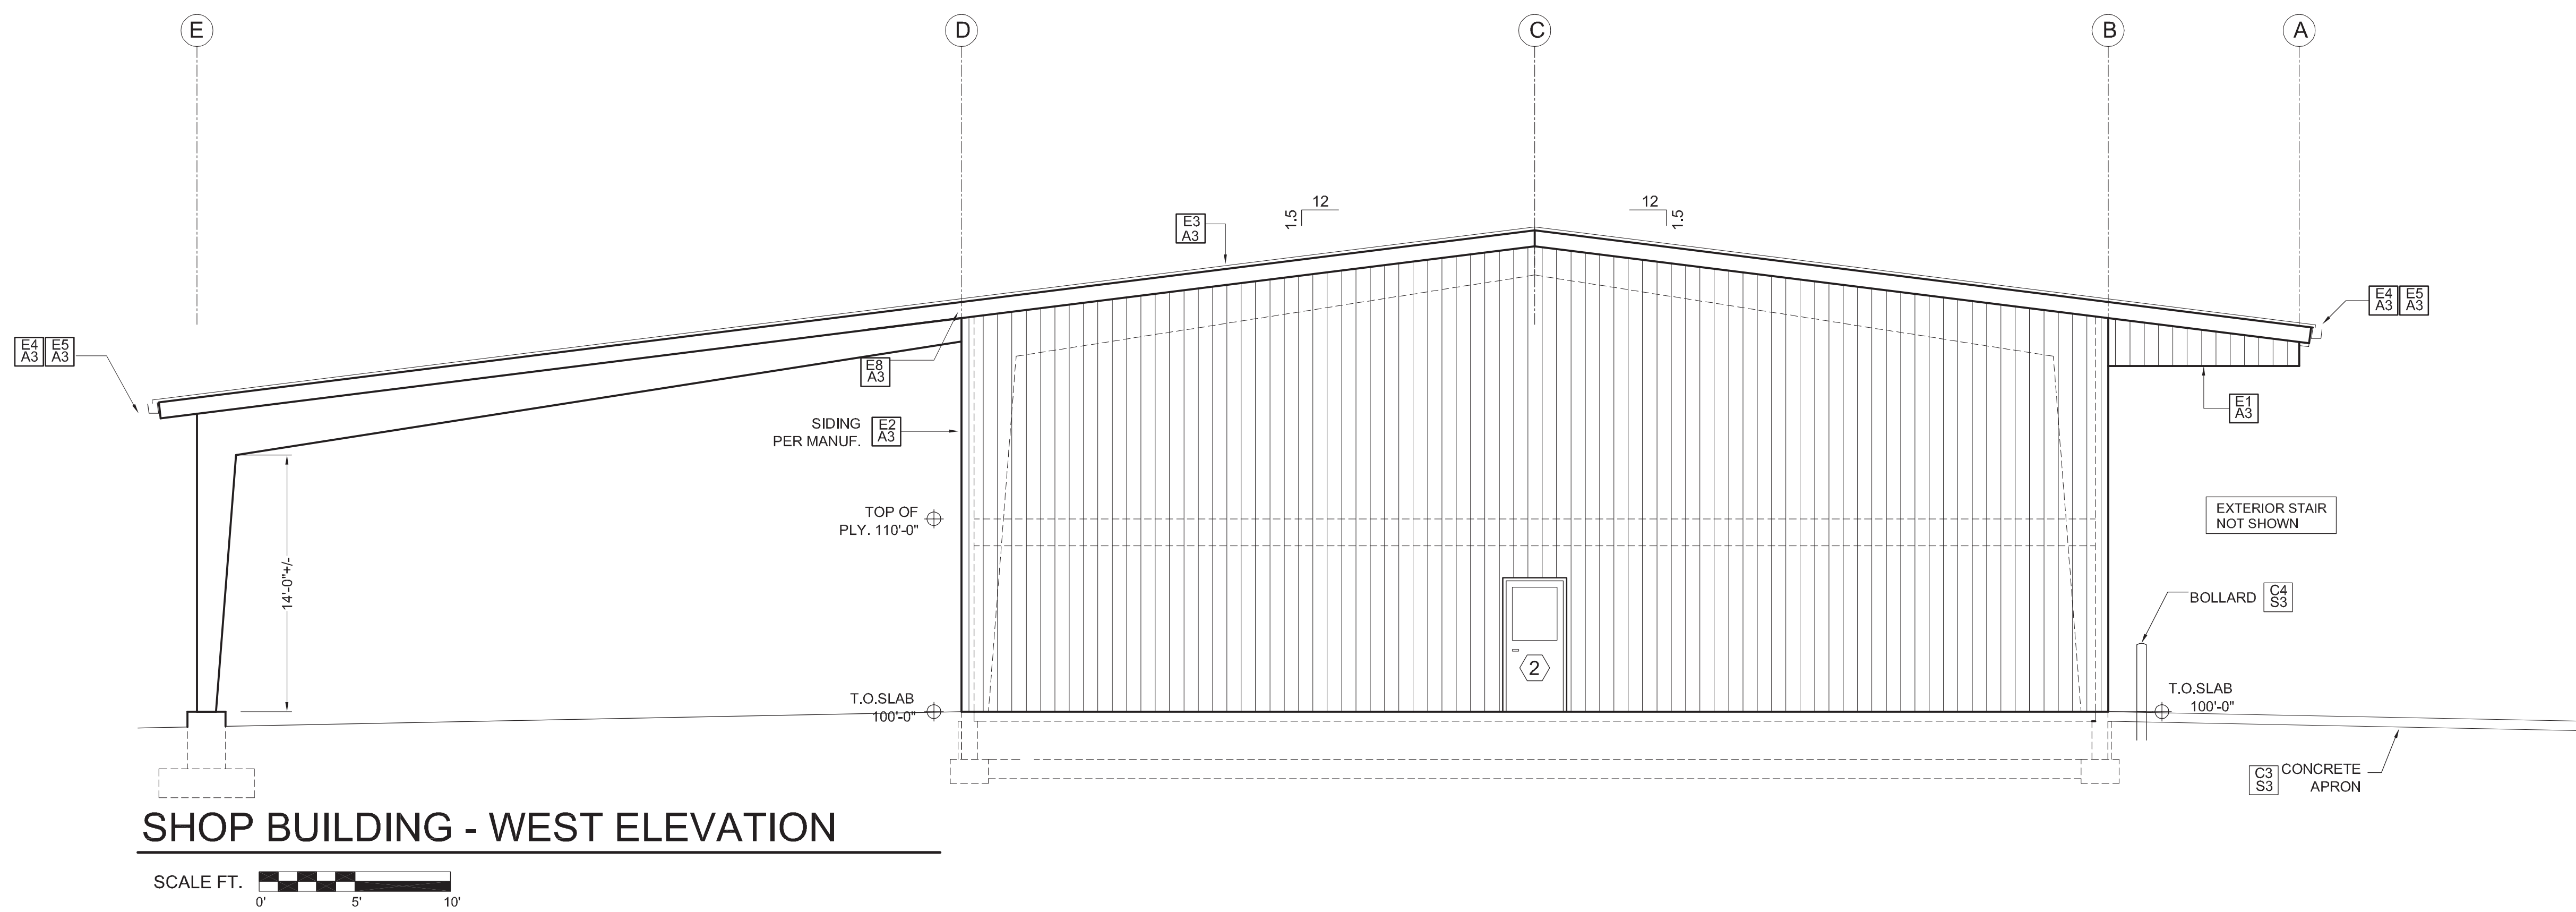 E
D
C
B
A
12
1.5
12
1.5
E3
A3
E4
A3
E5
A3
E4
A3
E5
A3
E8
A3
E1
A3
SIDING
PER MANUF.
E2
A3
TOP OF
PLY. 110'-0"
EXTERIOR STAIR
NOT SHOWN
14'-0"+/-
BOLLARD
C4
S3
2
T.O.SLAB
100'-0"
T.O.SLAB
100'-0"
C3
S3
CONCRETE
APRON
SHOP BUILDING - WEST ELEVATION
SCALE FT.
0'
5'
10'